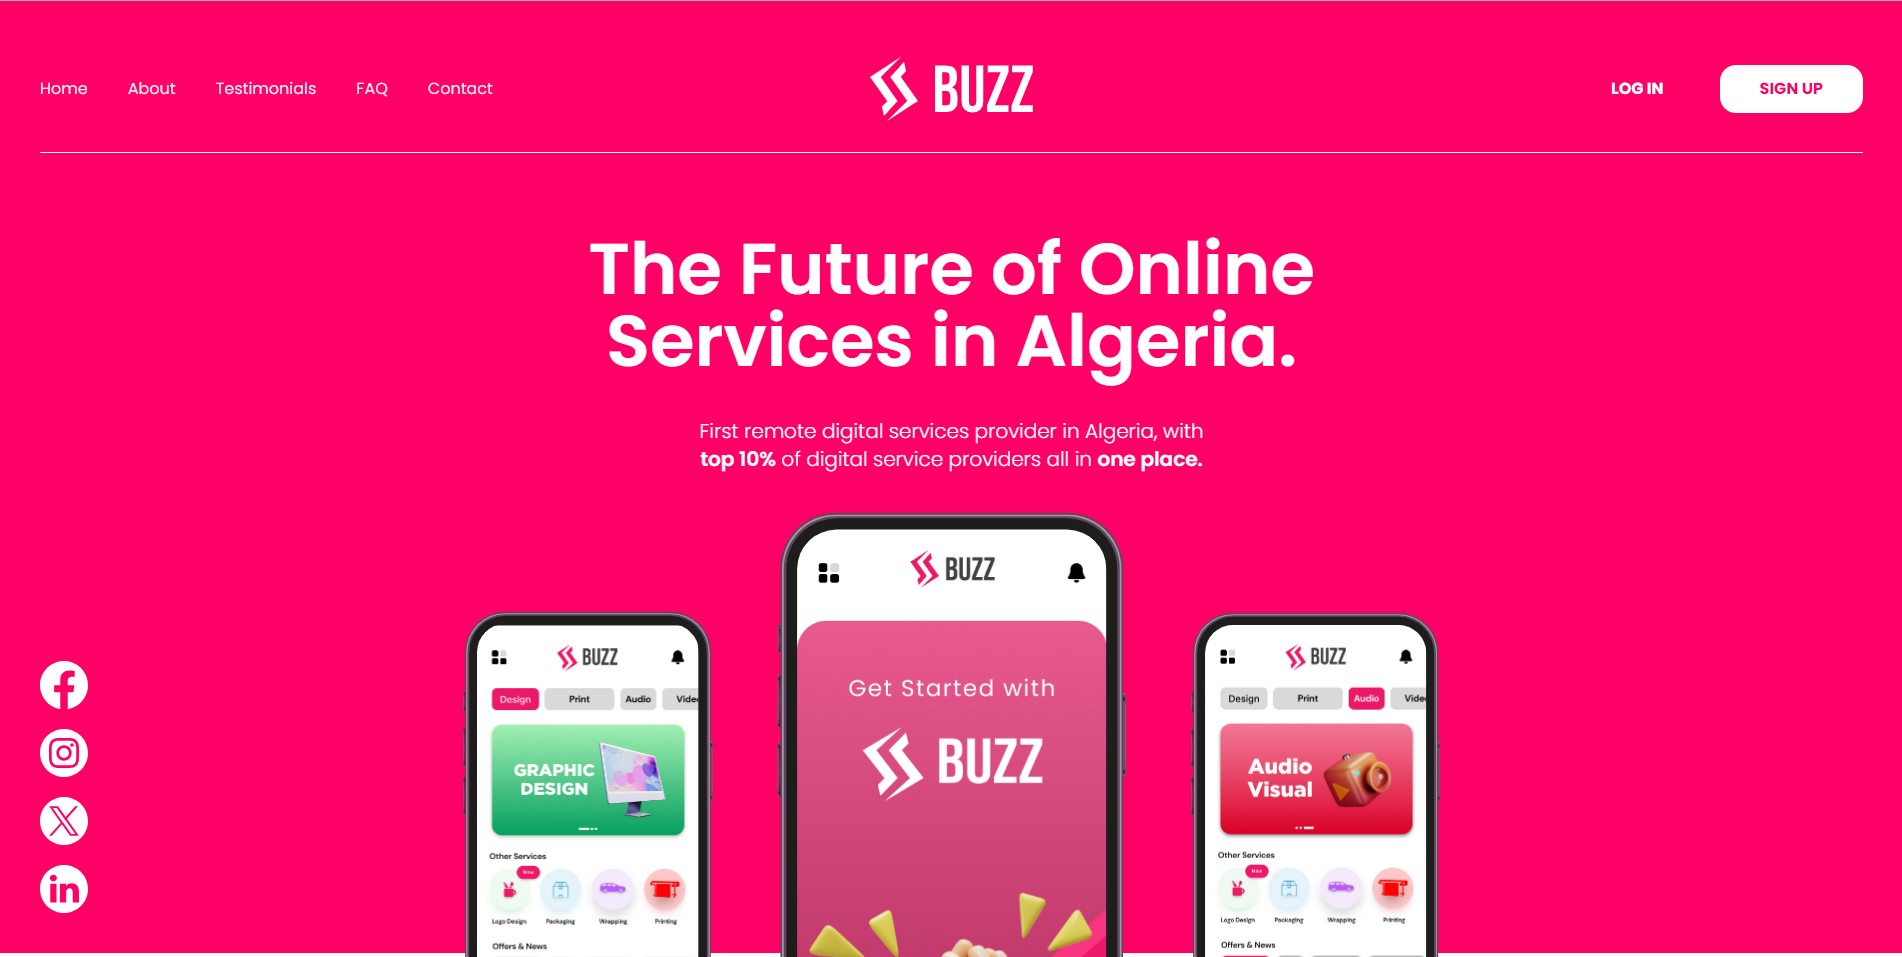 Home About Testimonials FAQ Contact
BUZZ
LOG IN
SIGN UP
The Future of Online
Services in Algeria.
First remote digital services provider in Algeria, with
top 10% of digital service providers all in one place.
BUZZ
Design Print Audio Video
GRAPHIC
DESIGN
Other Services
New
Logo Design Packaging Wrapping Printing
Offers & News
BUZZ
Get Started with
BUZZ
BUZZ
Design Print Audio Video
Audio
Visual
Other Services
New
Logo Design Packaging Wrapping Printing
Offers & News